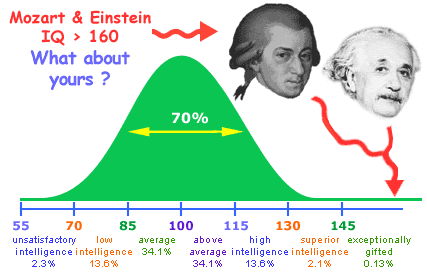 Mozart & Einstein
IQ > 160
What about
yours ?
70%
55 70 85 100 115 130 145
unsatisfactory intelligence 2.3%
low intelligence 13.6%
average 34.1%
above average 34.1%
high intelligence 13.6%
superior intelligence 2.1%
exceptionally gifted 0.13%